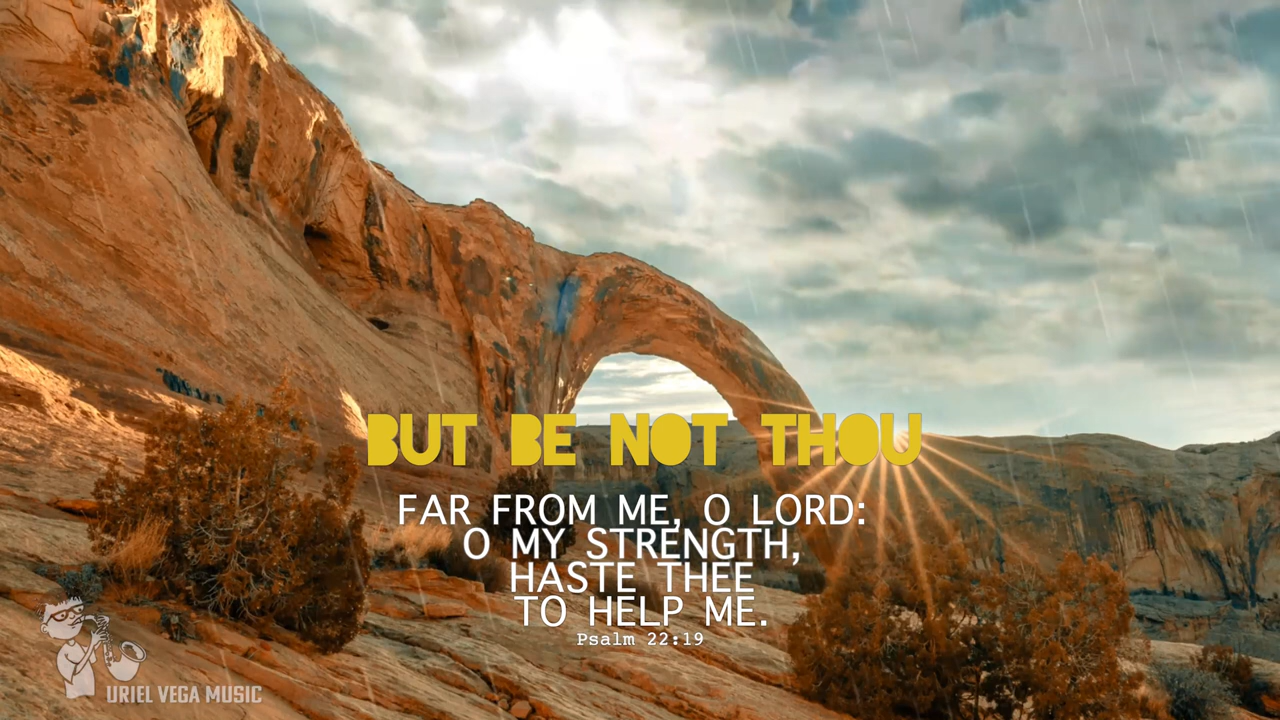 BUT BE NOT THOU
FAR FROM ME, O LORD:
O MY STRENGTH,
HASTE THEE
TO HELP ME.
Psalm 22:19
URIEL VEGA MUSIC